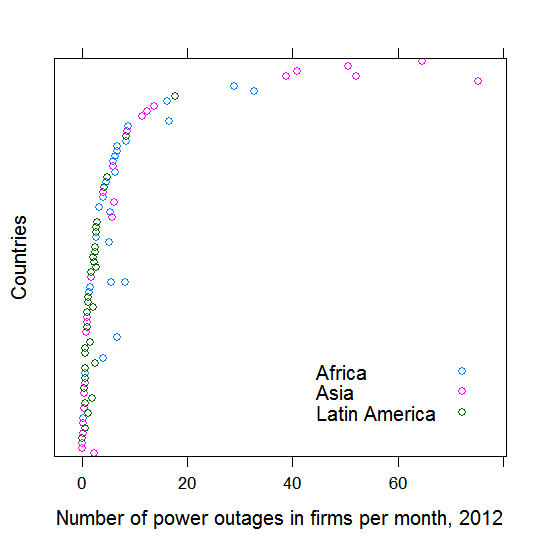 Countries
Africa
Asia
Latin America
0 20 40 60
Number of power outages in firms per month, 2012